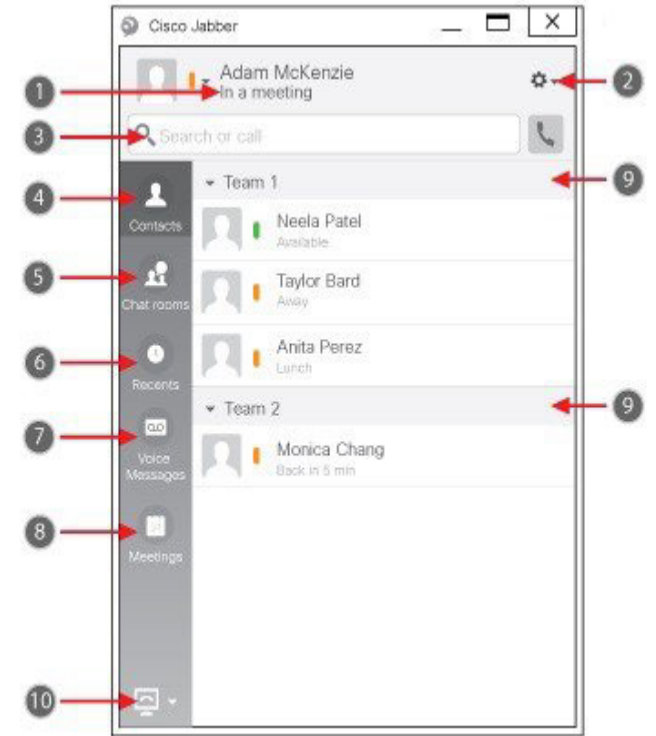 Cisco Jabber
Adam McKenzie
1
In a meeting
2
3
Search or call
Team 1
9
4
Contacts
Neela Patel
Available
5
Chat rooms
Taylor Bard
Away
6
Recents
Anita Perez
Lunch
Team 2
9
7
Voice
Messages
Monica Chang
Back in 5 min
8
Meetings
10